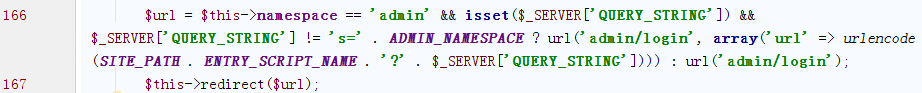 166 $url = $this->namespace == 'admin' && isset($_SERVER['QUERY_STRING']) &&
$_SERVER['QUERY_STRING'] != 's=' . ADMIN_NAMESPACE ? url('admin/login', array('url' => urlencode
(SITE_PATH . ENTRY_SCRIPT_NAME . '?' . $_SERVER['QUERY_STRING']))) : url('admin/login');
167 $this->redirect($url);